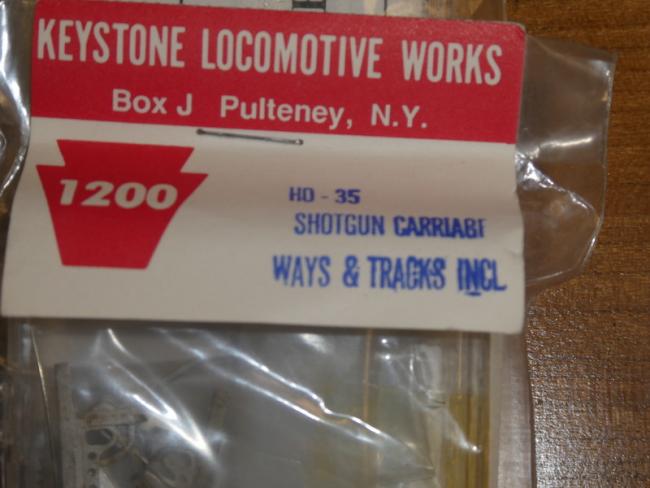 KEYSTONE LOCOMOTIVE WORKS
Box J Pulteney, N.Y.
1200
HO - 35
SHOTGUN CARRIAGE
WAYS & TRACKS INCL